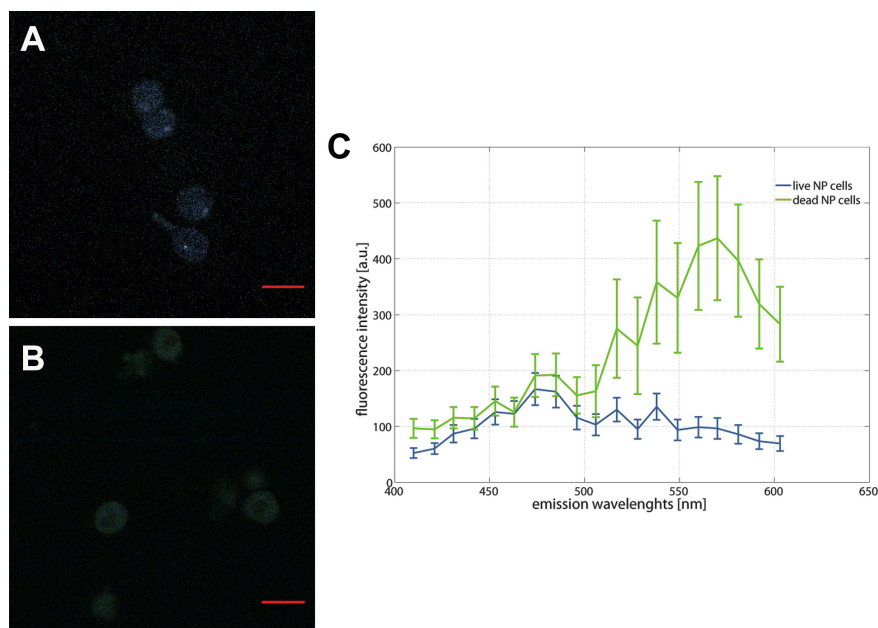 A
B
C
600
500
400
300
200
100
0
400
450
500
550
600
650
fluorescence intensity [a.u.]
emission wavelenghts [nm]
live NP cells
dead NP cells